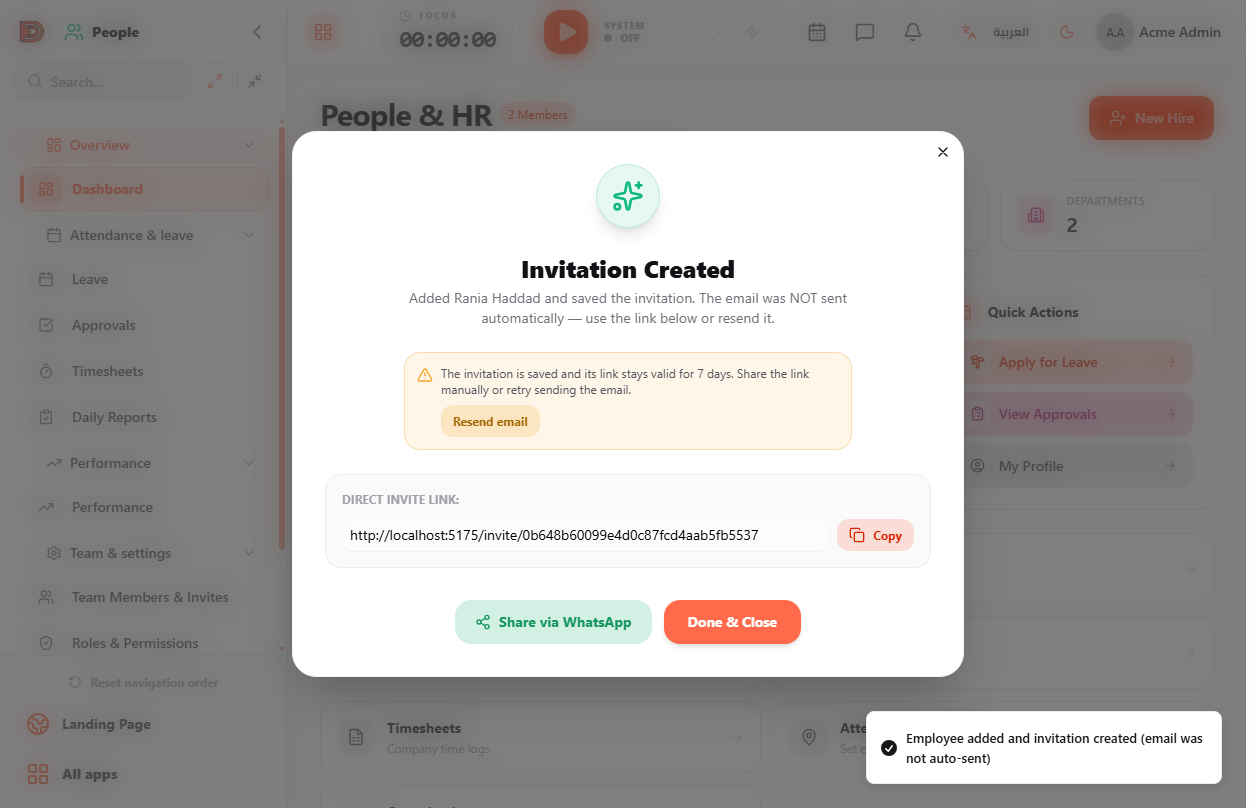 People
FOCUS
00:00:00
SYSTEM
OFF
العربية
A.A
Acme Admin
Search...
People & HR
2 Members
New Hire
Overview
Dashboard
Attendance & leave
Leave
Approvals
Timesheets
Daily Reports
Performance
Performance
Team & settings
Team Members & Invites
Roles & Permissions
Reset navigation order
Landing Page
All apps
DEPARTMENTS
2
Quick Actions
Apply for Leave
View Approvals
My Profile
Invitation Created
Added Rania Haddad and saved the invitation. The email was NOT sent
automatically — use the link below or resend it.
The invitation is saved and its link stays valid for 7 days. Share the link
manually or retry sending the email.
Resend email
DIRECT INVITE LINK:
http://localhost:5175/invite/0b648b60099e4d0c87fcd4aab5fb5537
Copy
Share via WhatsApp
Done & Close
Timesheets
Company time logs
Employee added and invitation created (email was
not auto-sent)